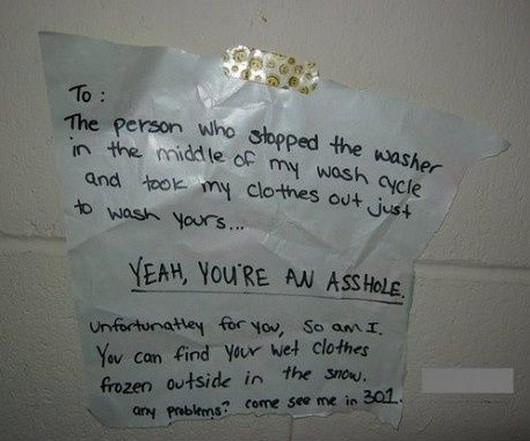 To :
The person who stopped the washer
in the middle of my wash cycle
and took my clothes out just
to wash yours...
YEAH, YOU'RE AN ASSHOLE.
Unfortunatley for you, so am I.
You can find your wet clothes
frozen outside in the snow.
any problems? come see me in 301.